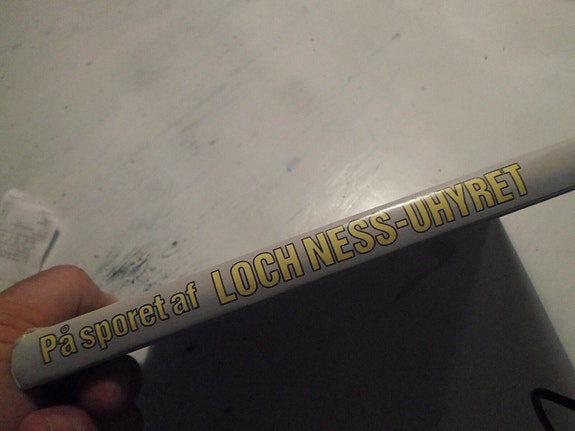 På sporet af LOCH NESS-UHYRET